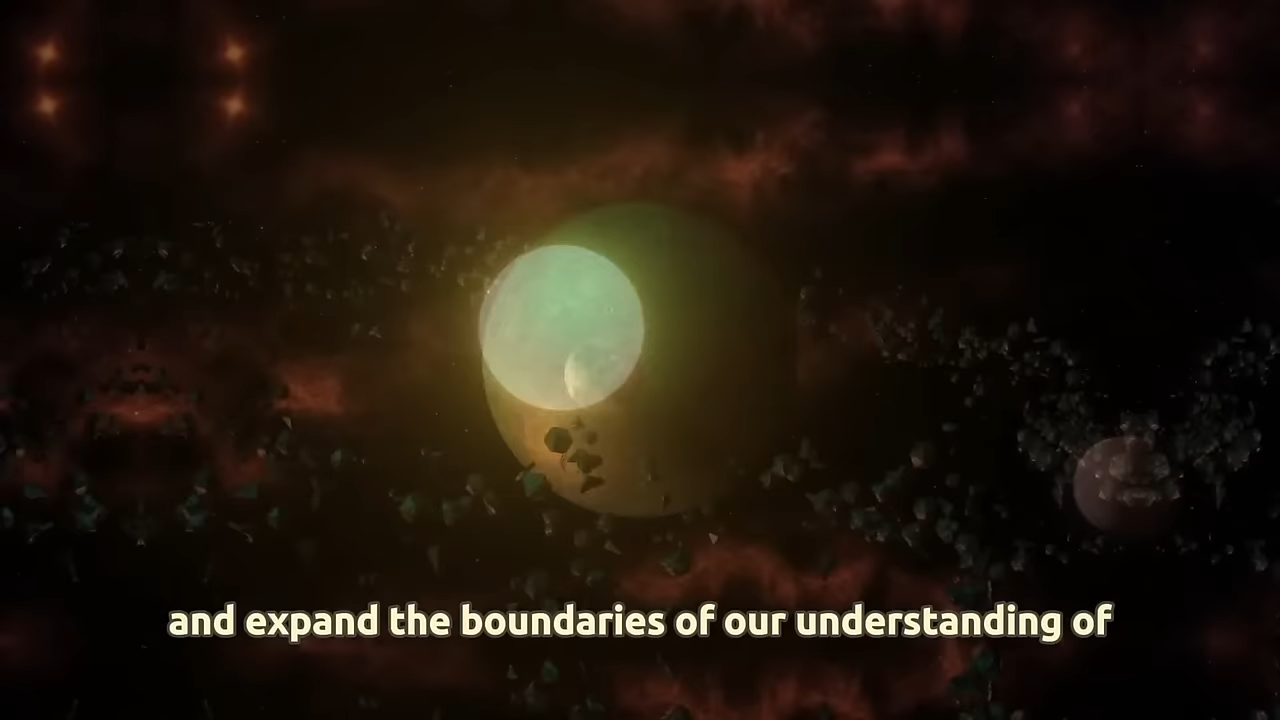 and expand the boundaries of our understanding of